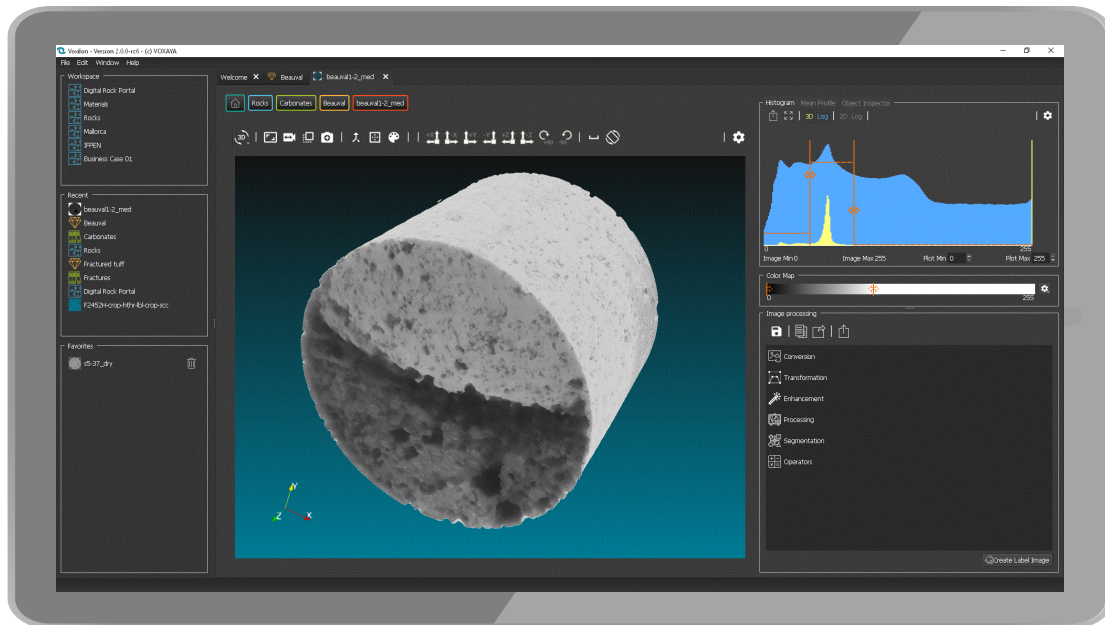 Voxilon - Version 2.0.0-rc6 - (c) VOXAYA
File Edit Window Help
Workspace
Digital Rock Portal
Materials
Rocks
Mallorca
IFPEN
Business Case 01
Recent
beauval1-2_med
Beauval
Carbonates
Rocks
Fractured tuff
Fractures
Digital Rock Portal
F2452H-crop-hthr-lbl-crop-scc
Favorites
s5-37_dry
Welcome Beauval beauval1-2_med
Rocks Carbonates Beauval beauval1-2_med
3D +X -X +Y -Y +Z -Z +90 -90
Y
Z X
Histogram Mean Profile Object Inspector
3D Log 2D Log
0 255
Image Min 0 Image Max 255 Plot Min 0 Plot Max 255
Color Map
0 255
Image processing
Conversion
Transformation
Enhancement
Processing
Segmentation
Operators
Create Label Image